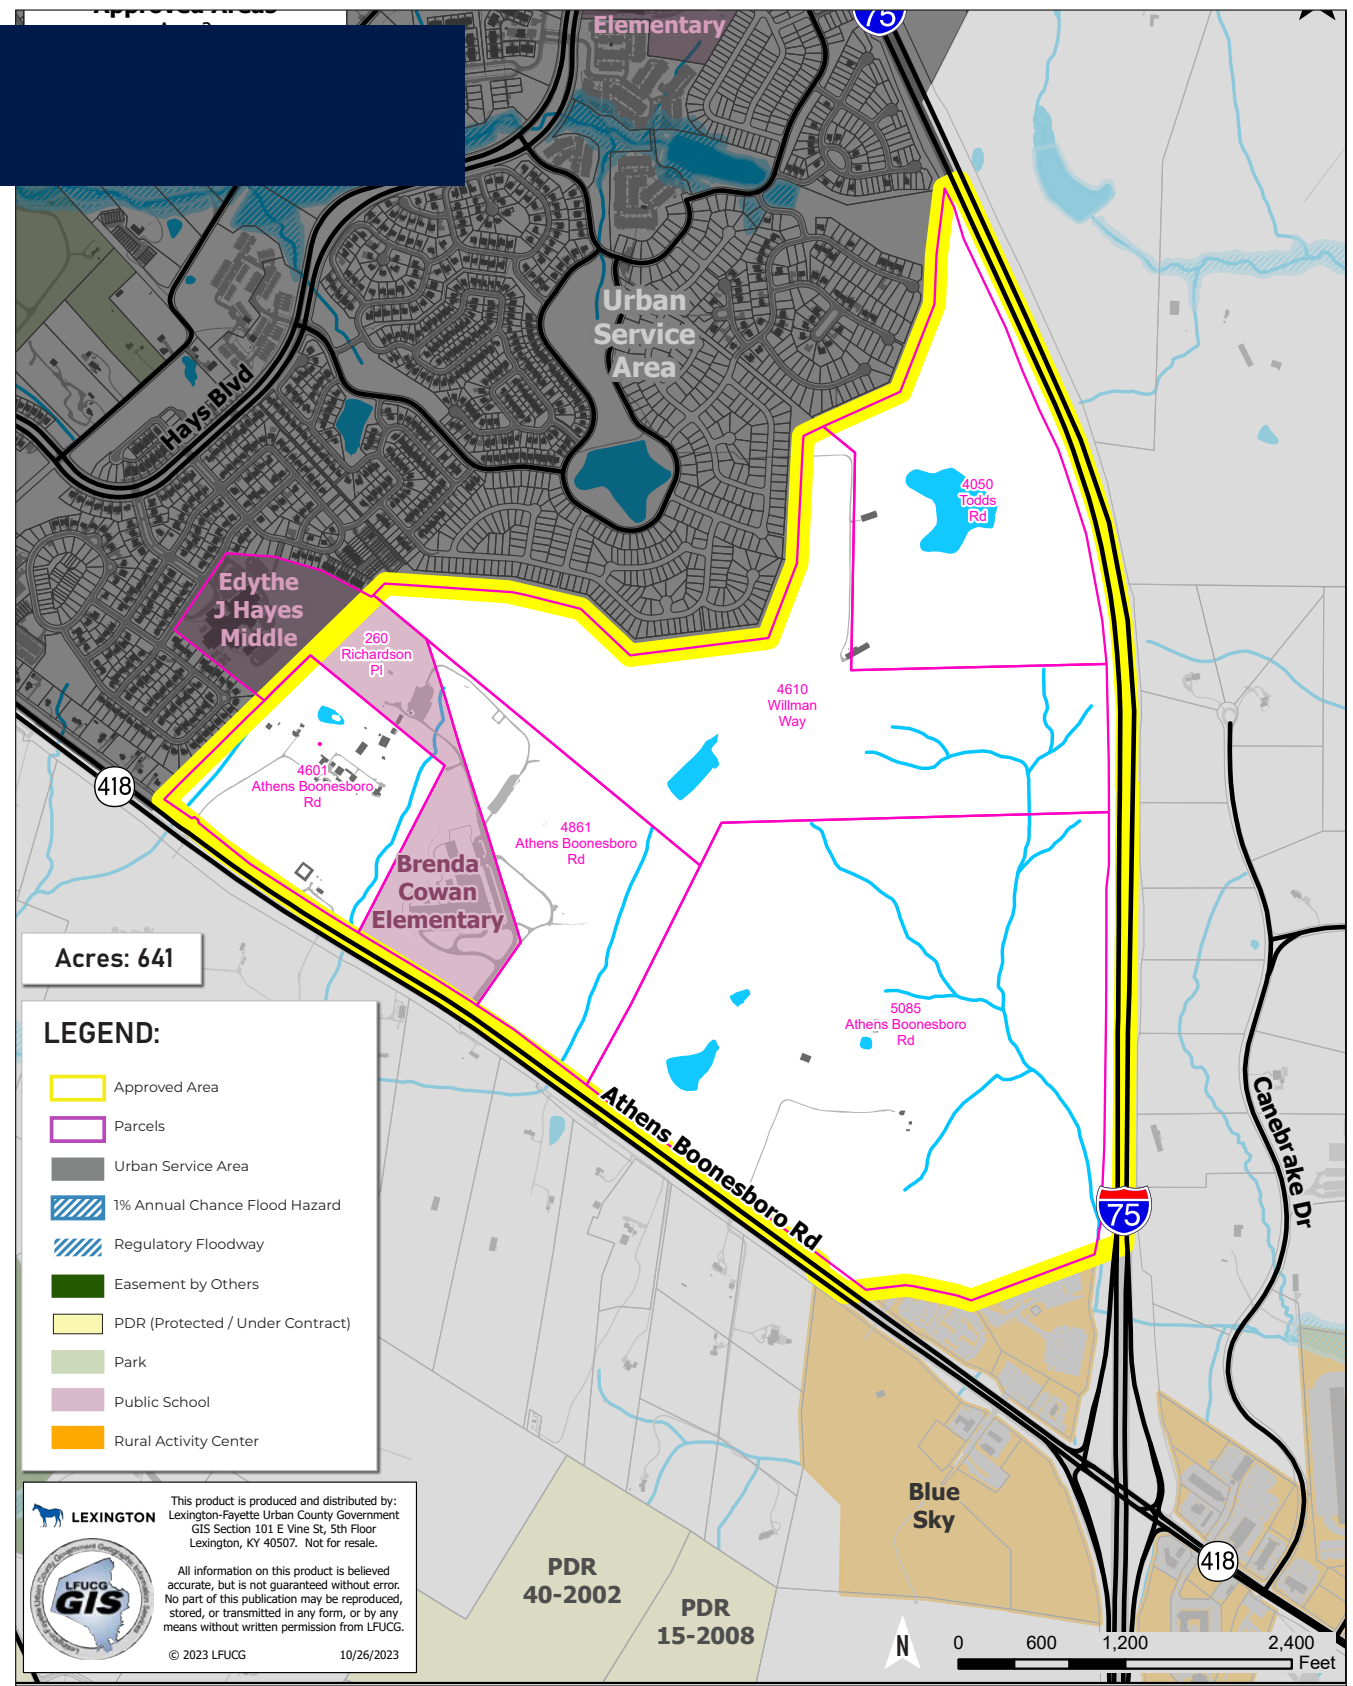 Approved Areas
75
Elementary
Urban
Service
Area
Hays Blvd
4050
Todds
Rd
Edythe
J Hayes
Middle
260
Richardson
Pl
4610
Willman
Way
418
4601
Athens Boonesboro
Rd
4861
Athens Boonesboro
Rd
Brenda
Cowan
Elementary
Acres: 641
5085
Athens Boonesboro
Rd
LEGEND:
Approved Area
Parcels
Urban Service Area
1% Annual Chance Flood Hazard
Regulatory Floodway
Easement by Others
PDR (Protected / Under Contract)
Park
Public School
Rural Activity Center
Athens Boonesboro Rd
Canebrake Dr
75
Blue
Sky
418
PDR
40-2002
PDR
15-2008
LEXINGTON
This product is produced and distributed by:
Lexington-Fayette Urban County Government
GIS Section 101 E Vine St, 5th Floor
Lexington, KY 40507. Not for resale.
All information on this product is believed
accurate, but is not guaranteed without error.
No part of this publication may be reproduced,
stored, or transmitted in any form, or by any
means without written permission from LFUCG.
© 2023 LFUCG 10/26/2023
LFUCG
GIS
N
0 600 1,200 2,400
Feet